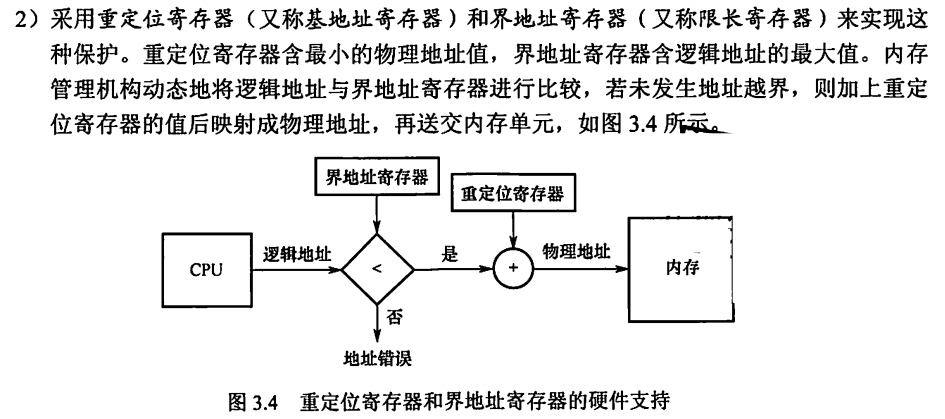 2）采用重定位寄存器（又称基地址寄存器）和界地址寄存器（又称限长寄存器）来实现这
种保护。重定位寄存器含最小的物理地址值，界地址寄存器含逻辑地址的最大值。内存
管理机构动态地将逻辑地址与界地址寄存器进行比较，若未发生地址越界，则加上重定
位寄存器的值后映射成物理地址，再送交内存单元，如图 3.4 所示。
界地址寄存器
重定位寄存器
CPU
逻辑地址
<
是
+
物理地址
内存
否
地址错误
图 3.4 重定位寄存器和界地址寄存器的硬件支持